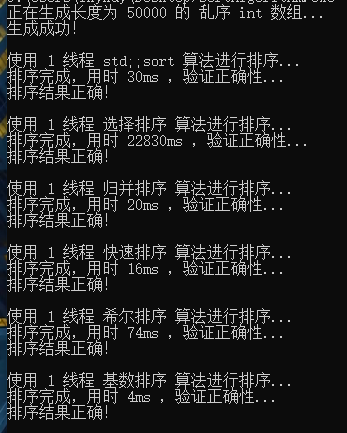 正在生成长度为 50000 的 乱序 int 数组...
生成成功!
使用 1 线程 std;;sort 算法进行排序...
排序完成，用时 30ms ，验证正确性...
排序结果正确!
使用 1 线程 选择排序 算法进行排序...
排序完成，用时 22830ms ，验证正确性...
排序结果正确!
使用 1 线程 归并排序 算法进行排序...
排序完成，用时 20ms ，验证正确性...
排序结果正确!
使用 1 线程 快速排序 算法进行排序...
排序完成，用时 16ms ，验证正确性...
排序结果正确!
使用 1 线程 希尔排序 算法进行排序...
排序完成，用时 74ms ，验证正确性...
排序结果正确!
使用 1 线程 基数排序 算法进行排序...
排序完成，用时 4ms ，验证正确性...
排序结果正确!